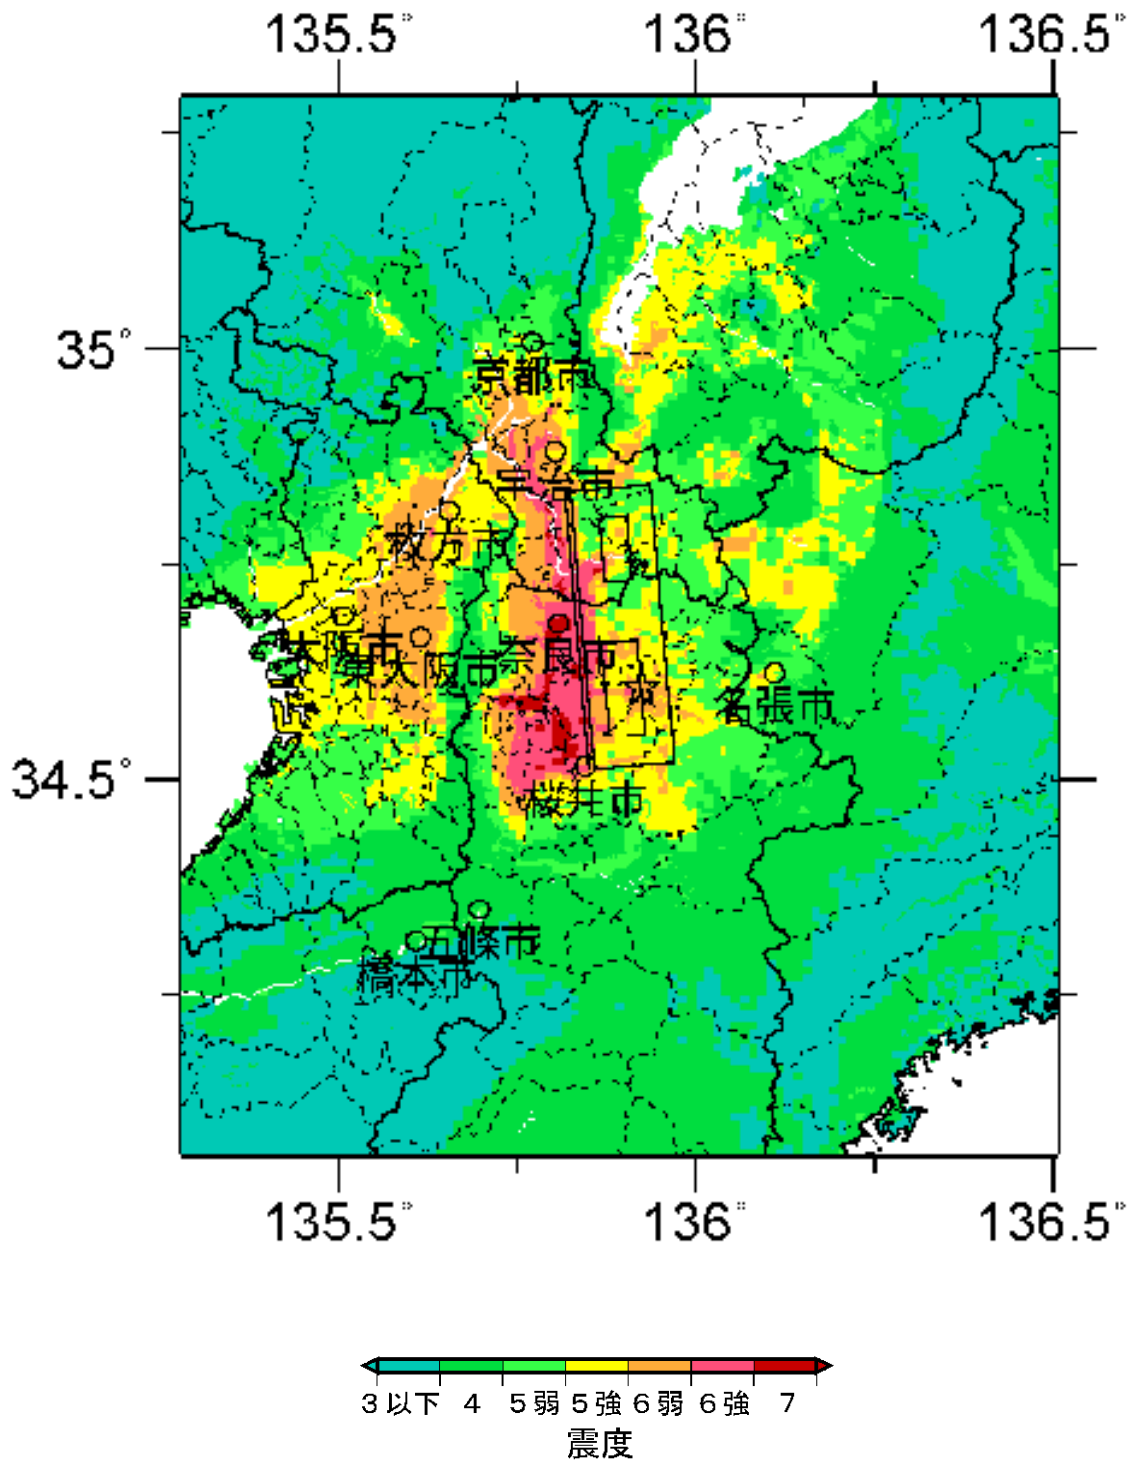 135.5° 136° 136.5°
35°
京都市
宇治市
枚方市
大阪市
東大阪市
奈良市
名張市
34.5°
桜井市
五條市
橋本市
135.5° 136° 136.5°
3以下 4 5弱 5強 6弱 6強 7
震度